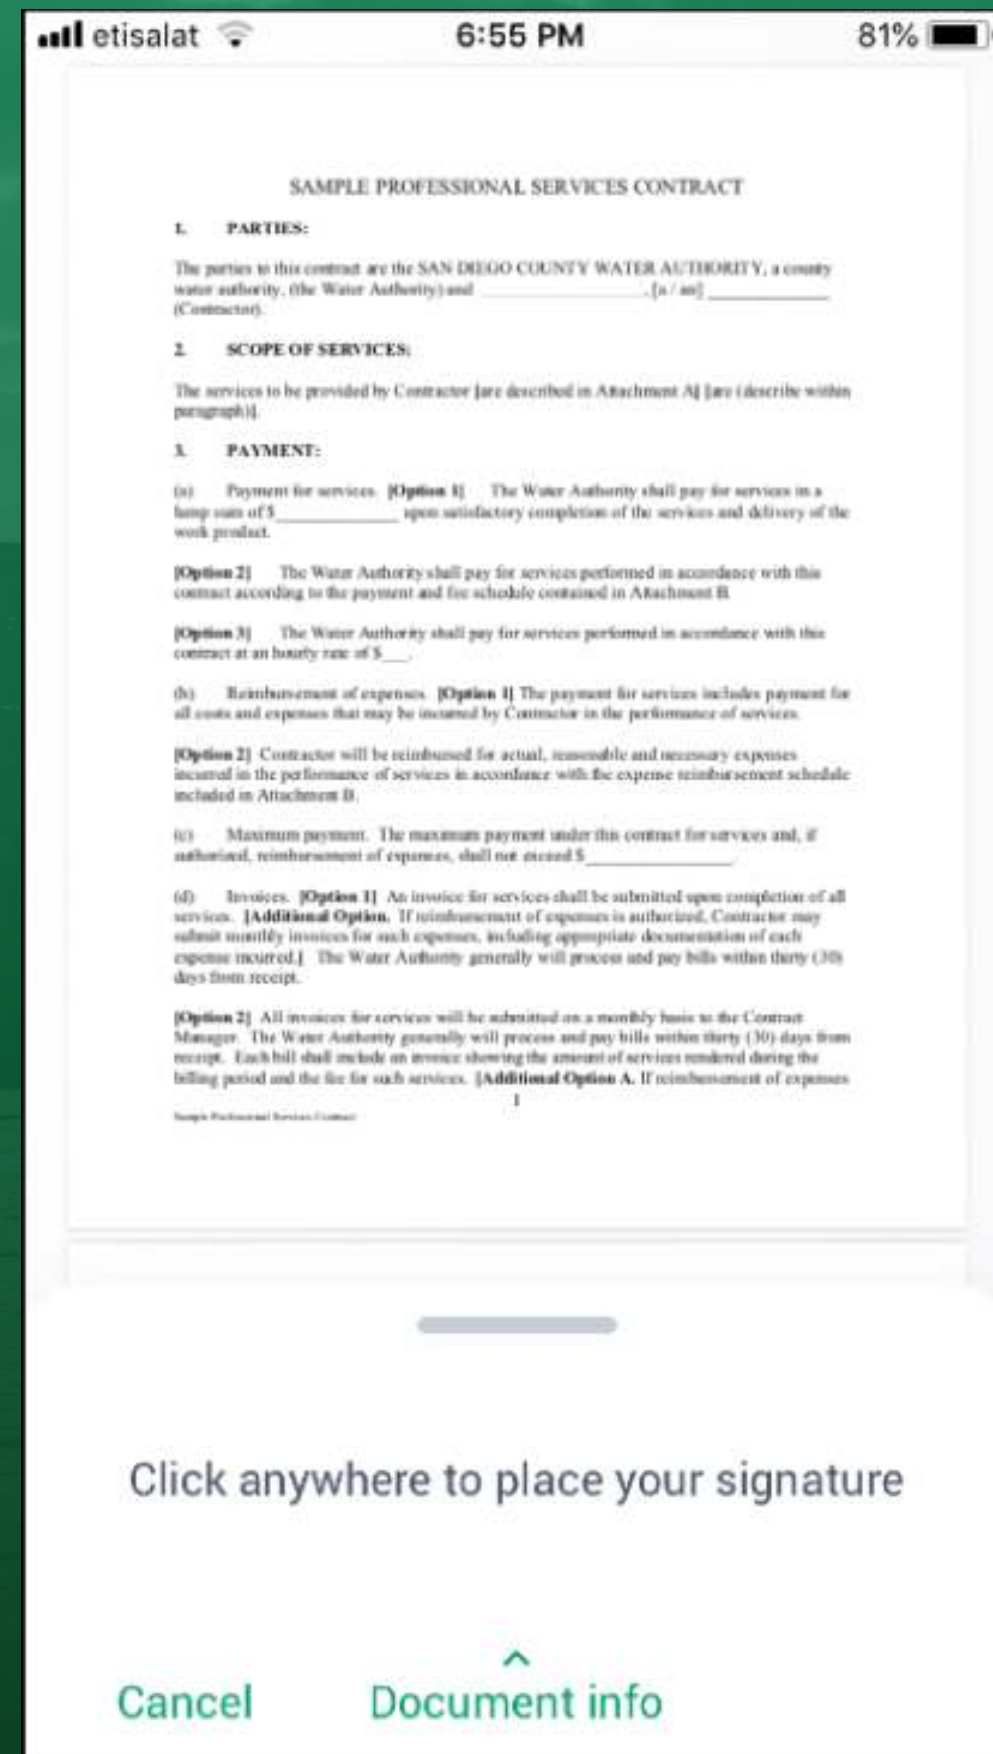 etisalat 6:55 PM 81%
SAMPLE PROFESSIONAL SERVICES CONTRACT
1. PARTIES:
The parties to this contract are the SAN DIEGO COUNTY WATER AUTHORITY, a county
water authority, (the Water Authority) and ____________________, [a / an] ______________
(Contractor).
2. SCOPE OF SERVICES:
The services to be provided by Contractor [are described in Attachment A] [are (describe within
paragraph)].
3. PAYMENT:
(a) Payment for services. [Option 1] The Water Authority shall pay for services in a
lump sum of $______________ upon satisfactory completion of the services and delivery of the
work product.
[Option 2] The Water Authority shall pay for services performed in accordance with this
contract according to the payment and fee schedule contained in Attachment B.
[Option 3] The Water Authority shall pay for services performed in accordance with this
contract at an hourly rate of $___.
(b) Reimbursement of expenses. [Option 1] The payment for services includes payment for
all costs and expenses that may be incurred by Contractor in the performance of services.
[Option 2] Contractor will be reimbursed for actual, reasonable and necessary expenses
incurred in the performance of services in accordance with the expense reimbursement schedule
included in Attachment B.
(c) Maximum payment. The maximum payment under this contract for services and, if
authorized, reimbursement of expenses, shall not exceed $_________________
(d) Invoices. [Option 1] An invoice for services shall be submitted upon completion of all
services. [Additional Option. If reimbursement of expenses is authorized, Contractor may
submit monthly invoices for such expenses, including appropriate documentation of each
expense incurred.] The Water Authority generally will process and pay bills within thirty (30)
days from receipt.
[Option 2] All invoices for services will be submitted on a monthly basis to the Contract
Manager. The Water Authority generally will process and pay bills within thirty (30) days from
receipt. Each bill shall include an invoice showing the amount of services rendered during the
billing period and the fee for such services. [Additional Option A. If reimbursement of expenses
1
Sample Professional Services Contract
Click anywhere to place your signature
Cancel Document info